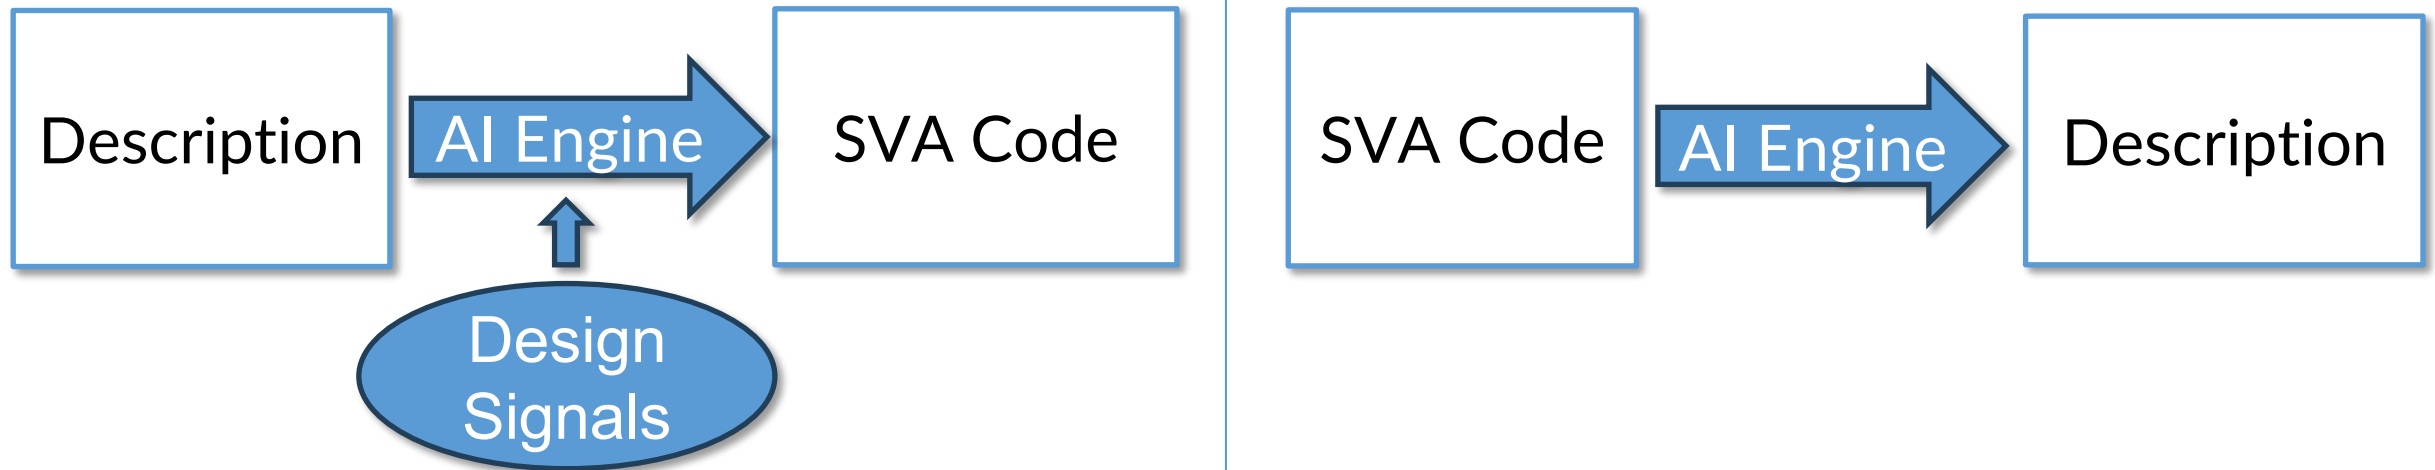 Description
AI Engine
SVA Code
Design
Signals
SVA Code
AI Engine
Description